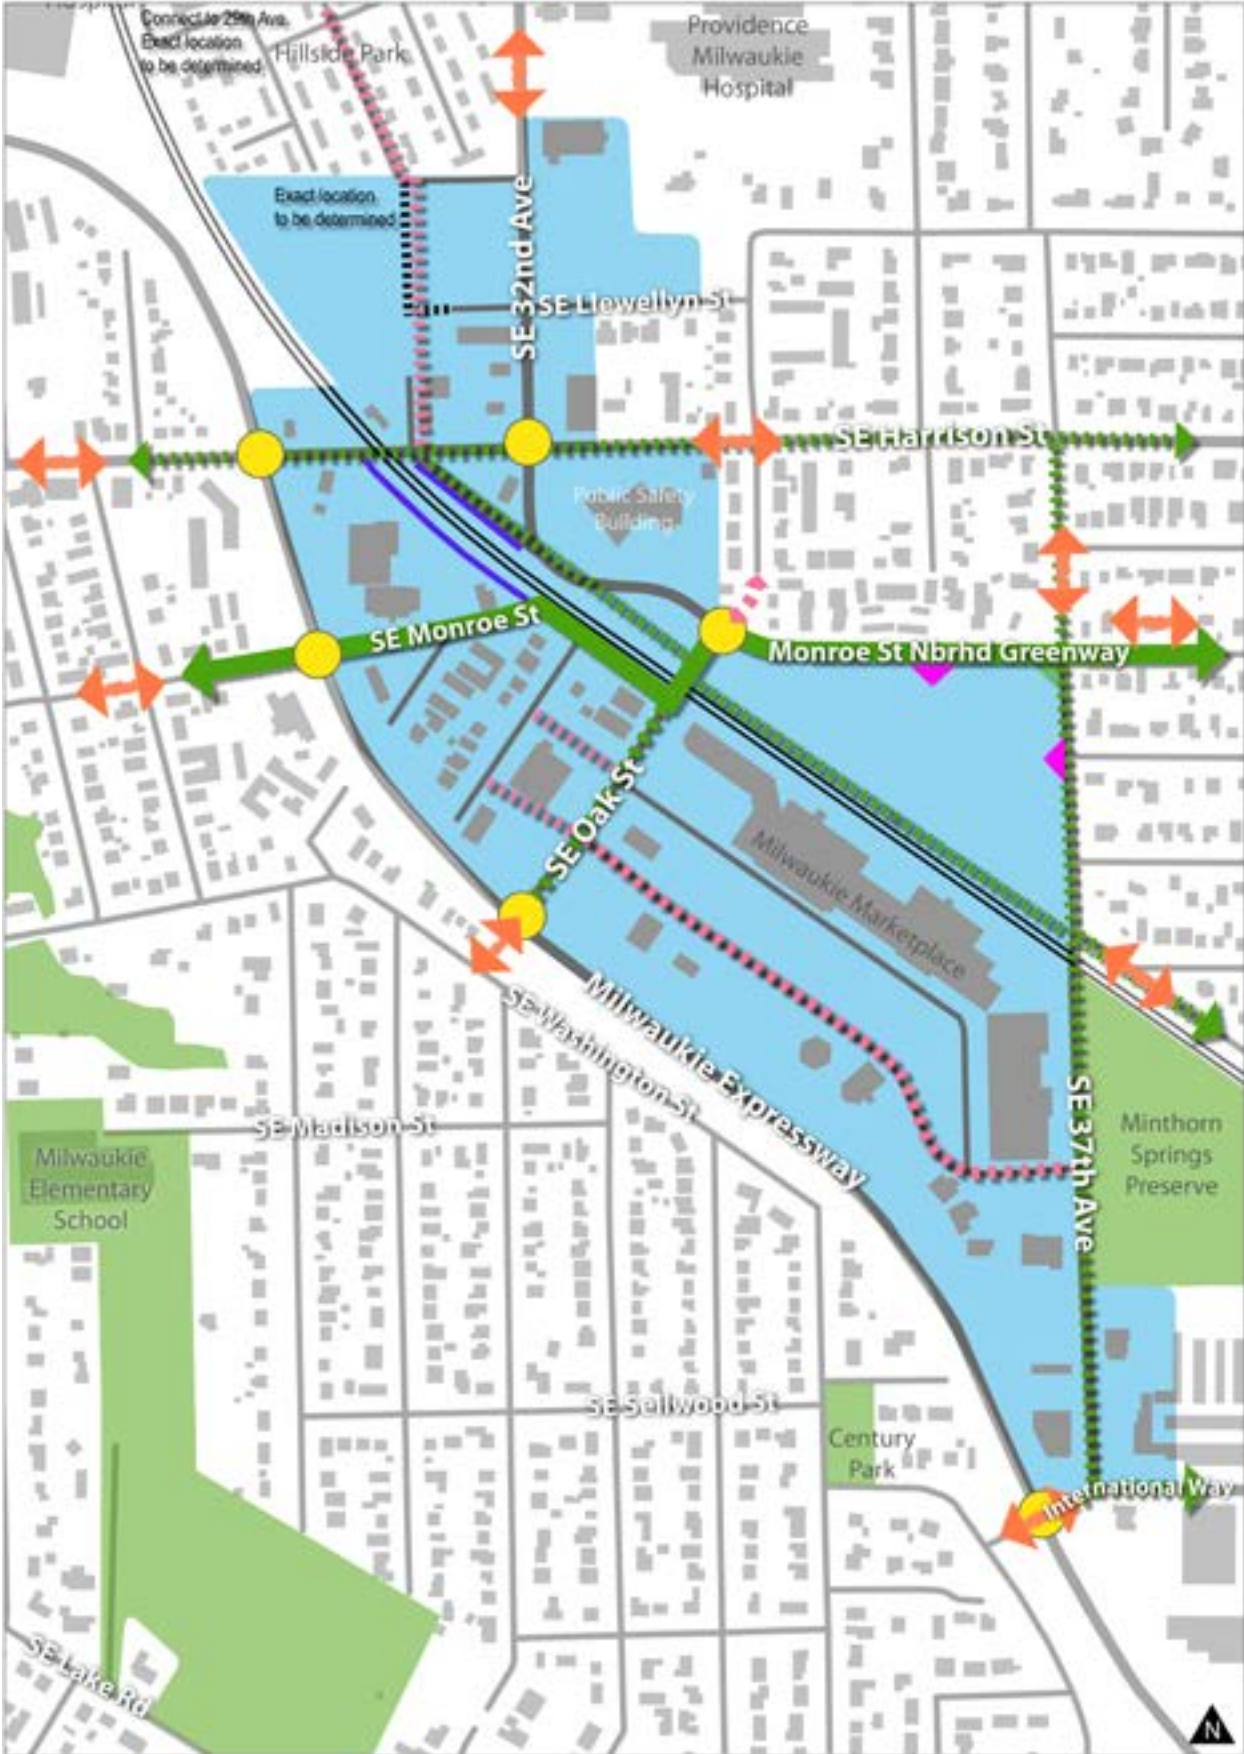 Connect to 29th Ave.
Exact location
to be determined
Hillside Park
Providence
Milwaukie
Hospital
Exact location
to be determined
SE 32nd Ave
SE Llewellyn St
SE Harrison St
Public Safety
Building
SE Monroe St
Monroe St Nbrhd Greenway
SE Oak St
Milwaukie Marketplace
Milwaukie Expressway
SE Washington St
SE Madison St
SE 37th Ave
Minthorn
Springs
Preserve
Milwaukie
Elementary
School
SE Sellwood St
Century
Park
International Way
SE Lake Rd
N